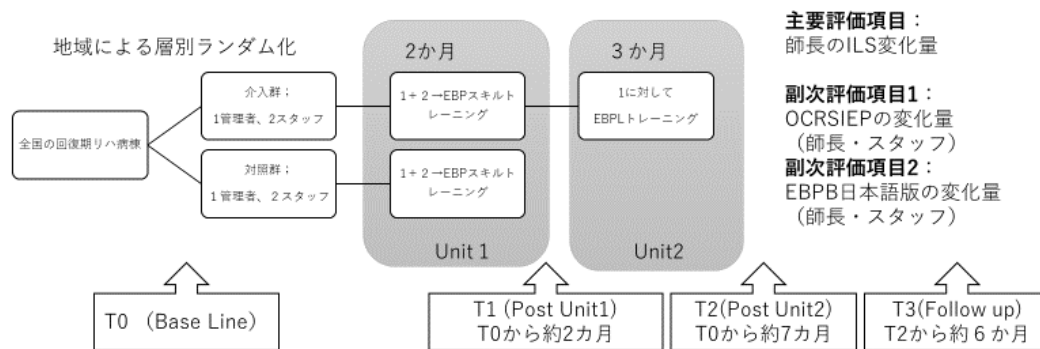 地域による層別ランダム化
全国の回復期リハ病棟
介入群；
1管理者、2スタッフ
対照群；
1管理者、2スタッフ
2か月
1＋2→EBPスキルト
レーニング
1＋2→EBPスキルト
レーニング
Unit 1
3か月
1に対して
EBPLトレーニング
Unit2
主要評価項目：
師長のILS変化量
副次評価項目1：
OCRSIEPの変化量
（師長・スタッフ）
副次評価項目2：
EBPB日本語版の変化量
（師長・スタッフ）
T0 （Base Line）
T1 (Post Unit1)
T0から約2カ月
T2(Post Unit2)
T0から約7カ月
T3(Follow up)
T2から約６か月